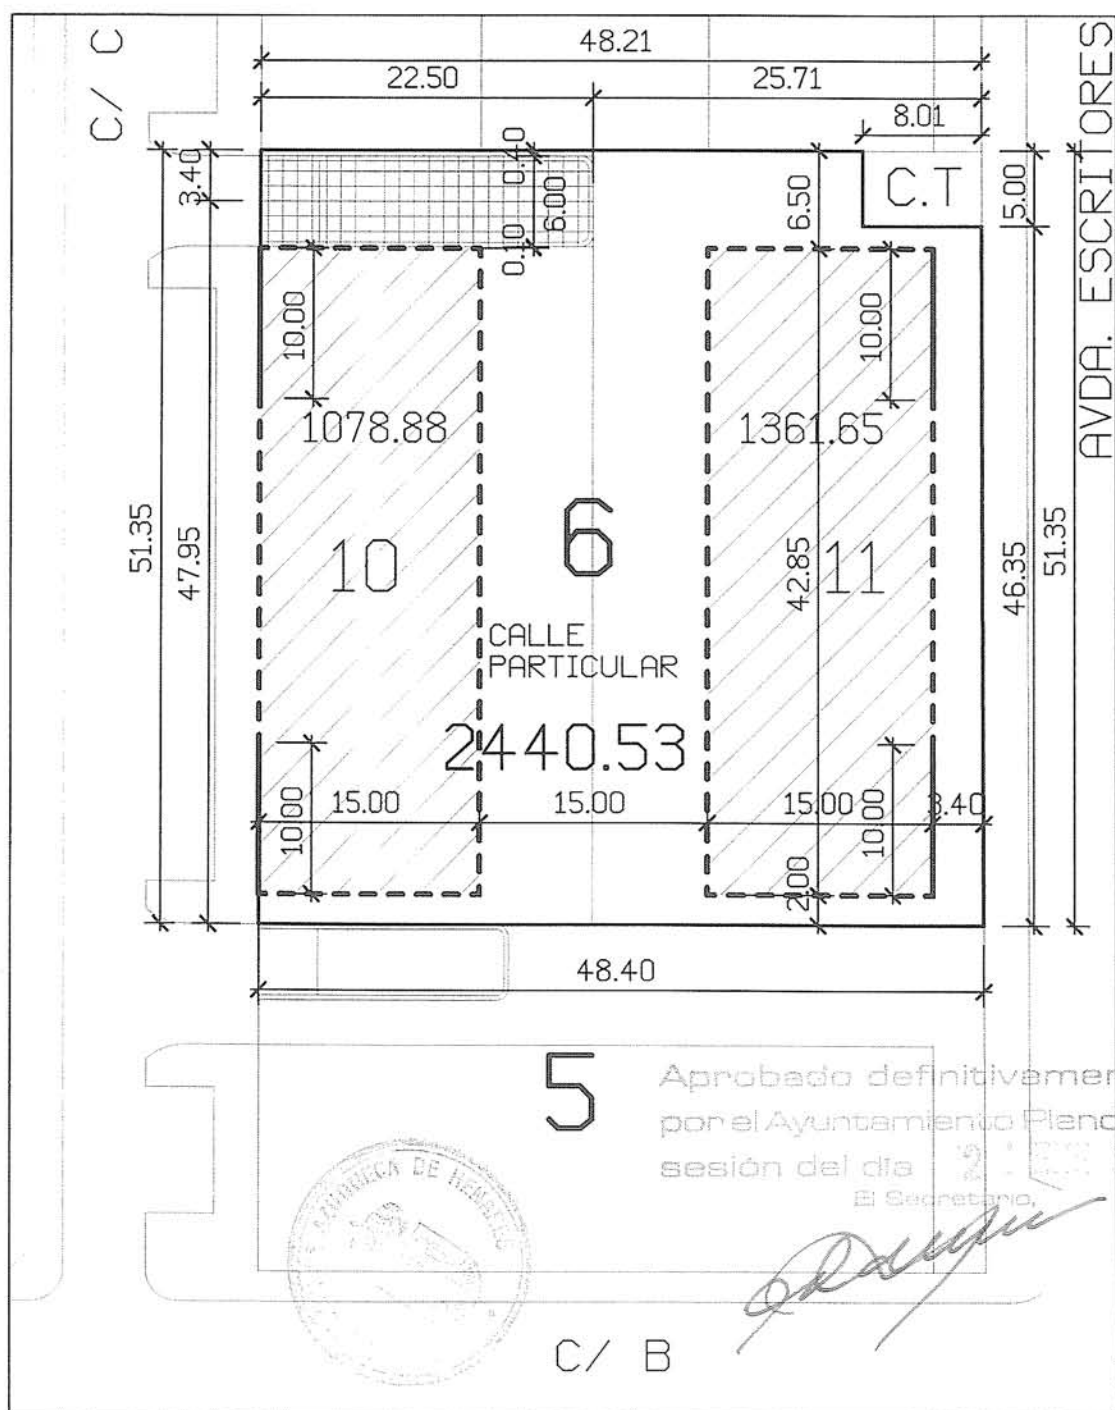 C/ C
48.21
22.50
25.71
8.01
AVDA. ESCRITORES
3.40
0.40
6.00
0.10
6.50
C.T
5.00
10.00
10.00
1078.88
1361.65
51.35
47.95
10
6
42.85
11
46.35
51.35
CALLE
PARTICULAR
2440.53
10.00
15.00
15.00
15.00
10.00
3.40
2.00
48.40
5
Aprobado definitivamen
por el Ayuntamiento Pleno
sesión del día 2
El Secretario,
DE HENARES
C/ B